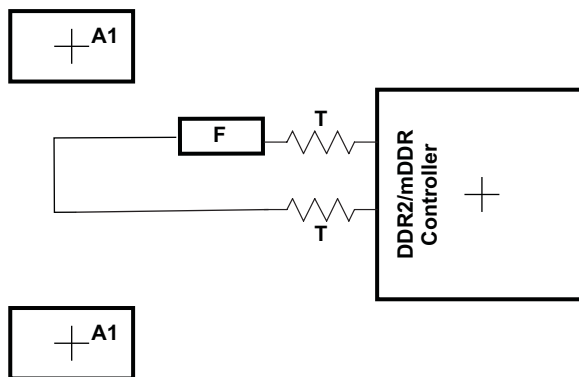 A1
T
F
DDR2/mDDR
Controller
T
A1